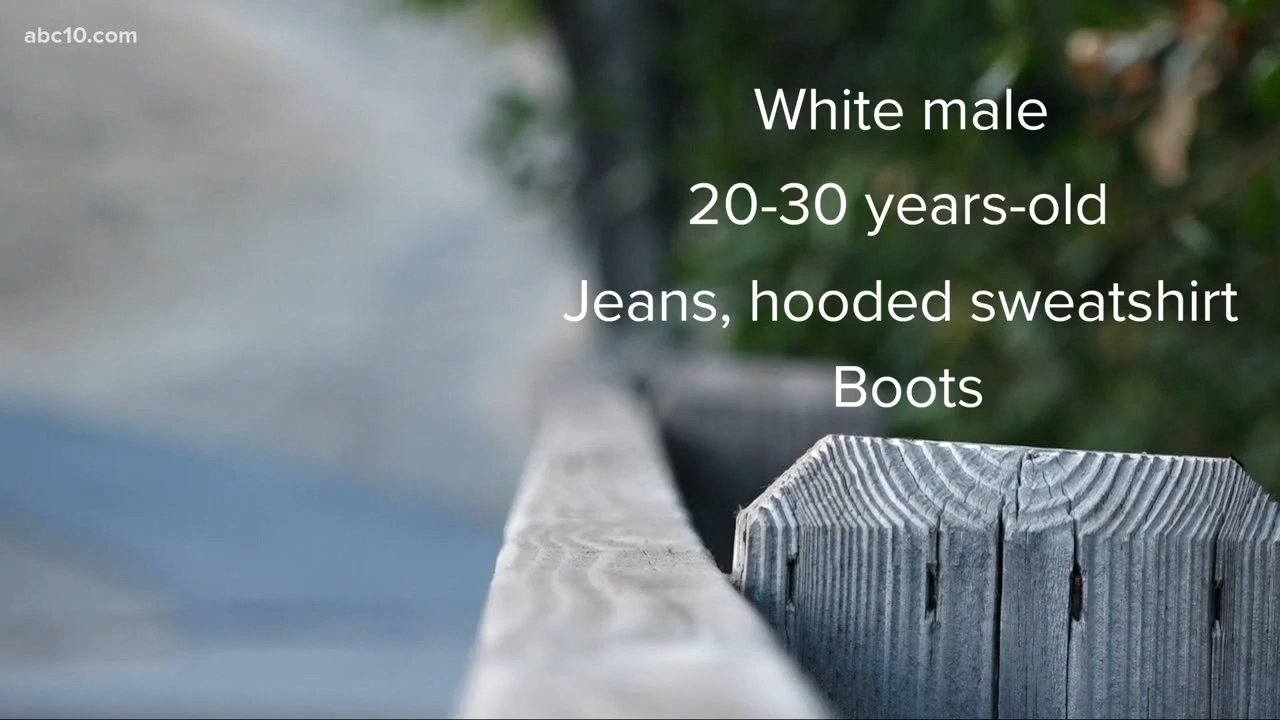 abc10.com
White male
20-30 years-old
Jeans, hooded sweatshirt
Boots